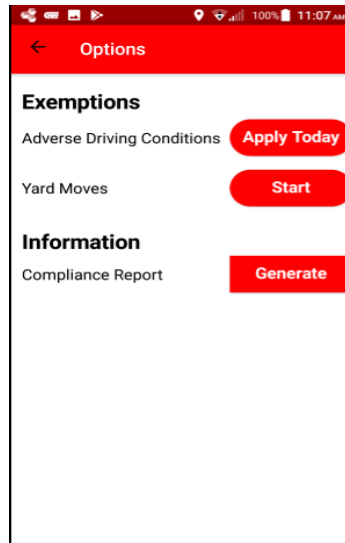 100% 11:07 AM
Options
Exemptions
Adverse Driving Conditions Apply Today
Yard Moves Start
Information
Compliance Report Generate